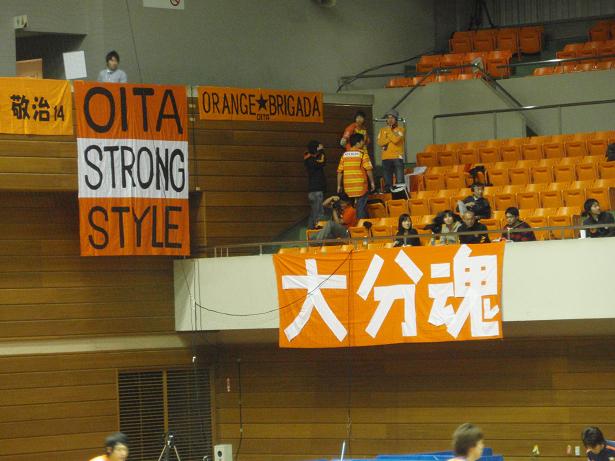 敬治14
OITA
STRONG
STYLE
ORANGE★BRIGADA
OITA
大分魂